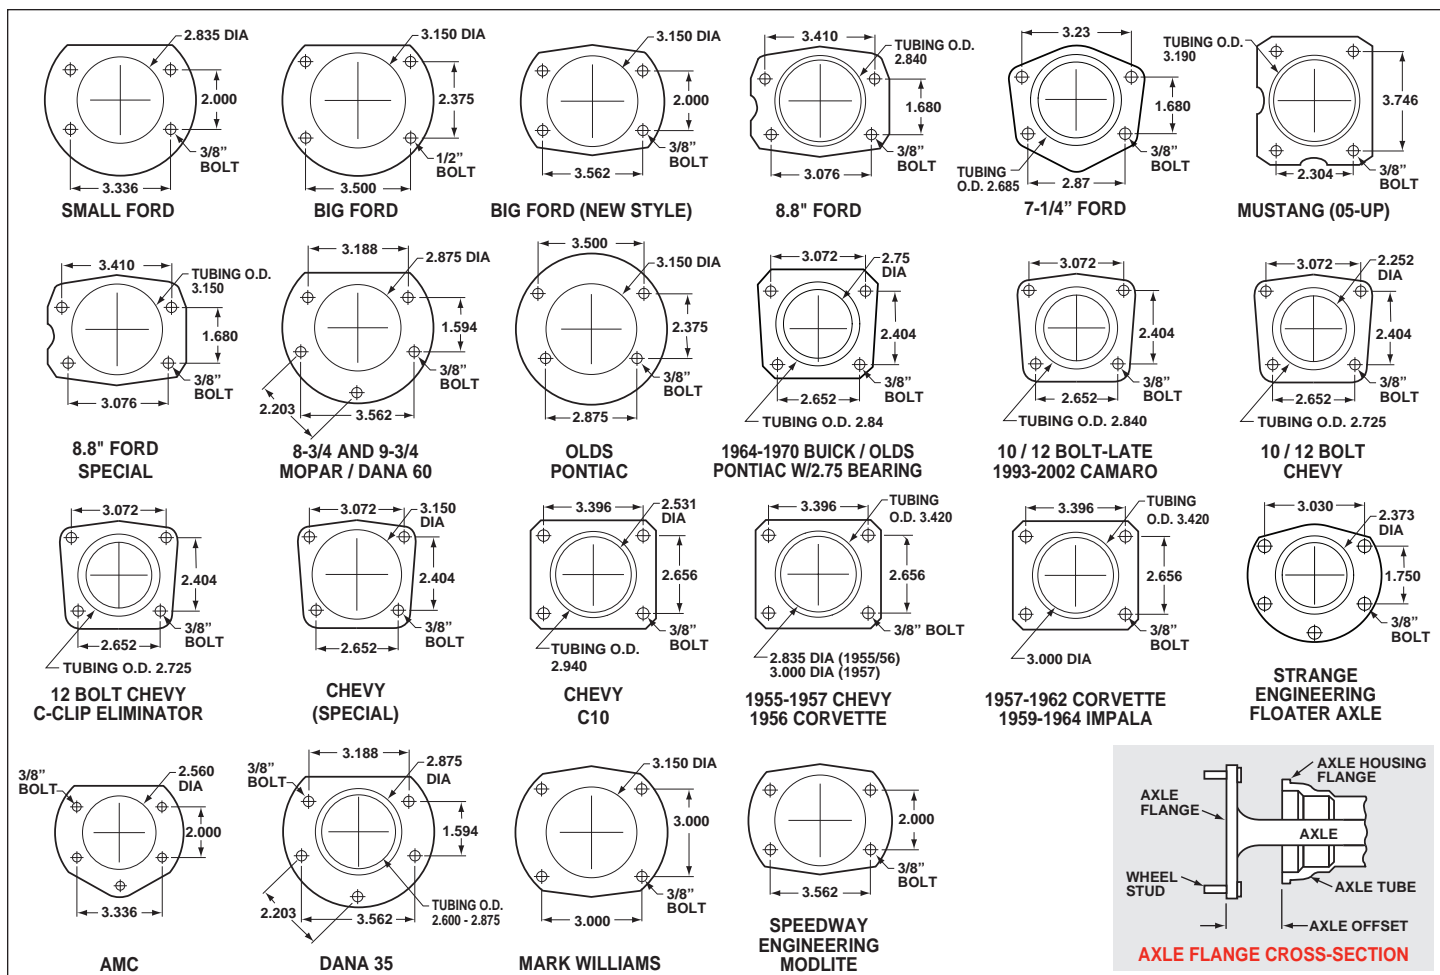 2.835 DIA
2.000
3/8”
BOLT
3.336
SMALL FORD
3.150 DIA
2.375
1/2”
BOLT
3.500
BIG FORD
3.150 DIA
2.000
3/8”
BOLT
3.562
BIG FORD (NEW STYLE)
3.410
TUBING O.D.
2.840
1.680
3/8”
BOLT
3.076
8.8" FORD
3.23
1.680
3/8”
BOLT
TUBING
O.D. 2.685
2.87
7-1/4” FORD
TUBING O.D.
3.190
3.746
3/8”
BOLT
2.304
MUSTANG (05-UP)
3.410
TUBING O.D.
3.150
1.680
3/8”
BOLT
3.076
8.8" FORD
SPECIAL
3.188
2.875 DIA
1.594
3/8”
BOLT
2.203
3.562
8-3/4 AND 9-3/4
MOPAR / DANA 60
3.500
3.150 DIA
2.375
3/8”
BOLT
2.875
OLDS
PONTIAC
3.072
2.75
DIA
2.404
3/8”
BOLT
2.652
TUBING O.D. 2.84
1964-1970 BUICK / OLDS
PONTIAC W/2.75 BEARING
3.072
2.404
3/8”
BOLT
2.652
TUBING O.D. 2.840
10 / 12 BOLT-LATE
1993-2002 CAMARO
3.072
2.252
DIA
2.404
3/8”
BOLT
2.652
TUBING O.D. 2.725
10 / 12 BOLT
CHEVY
3.072
2.404
3/8”
BOLT
2.652
TUBING O.D. 2.725
12 BOLT CHEVY
C-CLIP ELIMINATOR
3.072
3.150
DIA
2.404
3/8”
BOLT
2.652
CHEVY
(SPECIAL)
3.396
2.531
DIA
2.656
3/8”
BOLT
TUBING O.D.
2.940
CHEVY
C10
3.396
TUBING
O.D. 3.420
2.656
3/8” BOLT
2.835 DIA (1955/56)
3.000 DIA (1957)
1955-1957 CHEVY
1956 CORVETTE
3.396
TUBING
O.D. 3.420
2.656
3/8”
BOLT
3.000 DIA
1957-1962 CORVETTE
1959-1964 IMPALA
3.030
2.373
DIA
1.750
3/8”
BOLT
STRANGE
ENGINEERING
FLOATER AXLE
3/8”
BOLT
2.560
DIA
2.000
3.336
AMC
3/8”
BOLT
3.188
2.875
DIA
1.594
2.203
3.562
TUBING O.D.
2.600 - 2.875
DANA 35
3.150 DIA
3.000
3/8”
BOLT
3.000
MARK WILLIAMS
2.000
3/8”
BOLT
3.562
SPEEDWAY
ENGINEERING
MODLITE
AXLE HOUSING
FLANGE
AXLE
FLANGE
AXLE
WHEEL
STUD
AXLE TUBE
AXLE OFFSET
AXLE FLANGE CROSS-SECTION